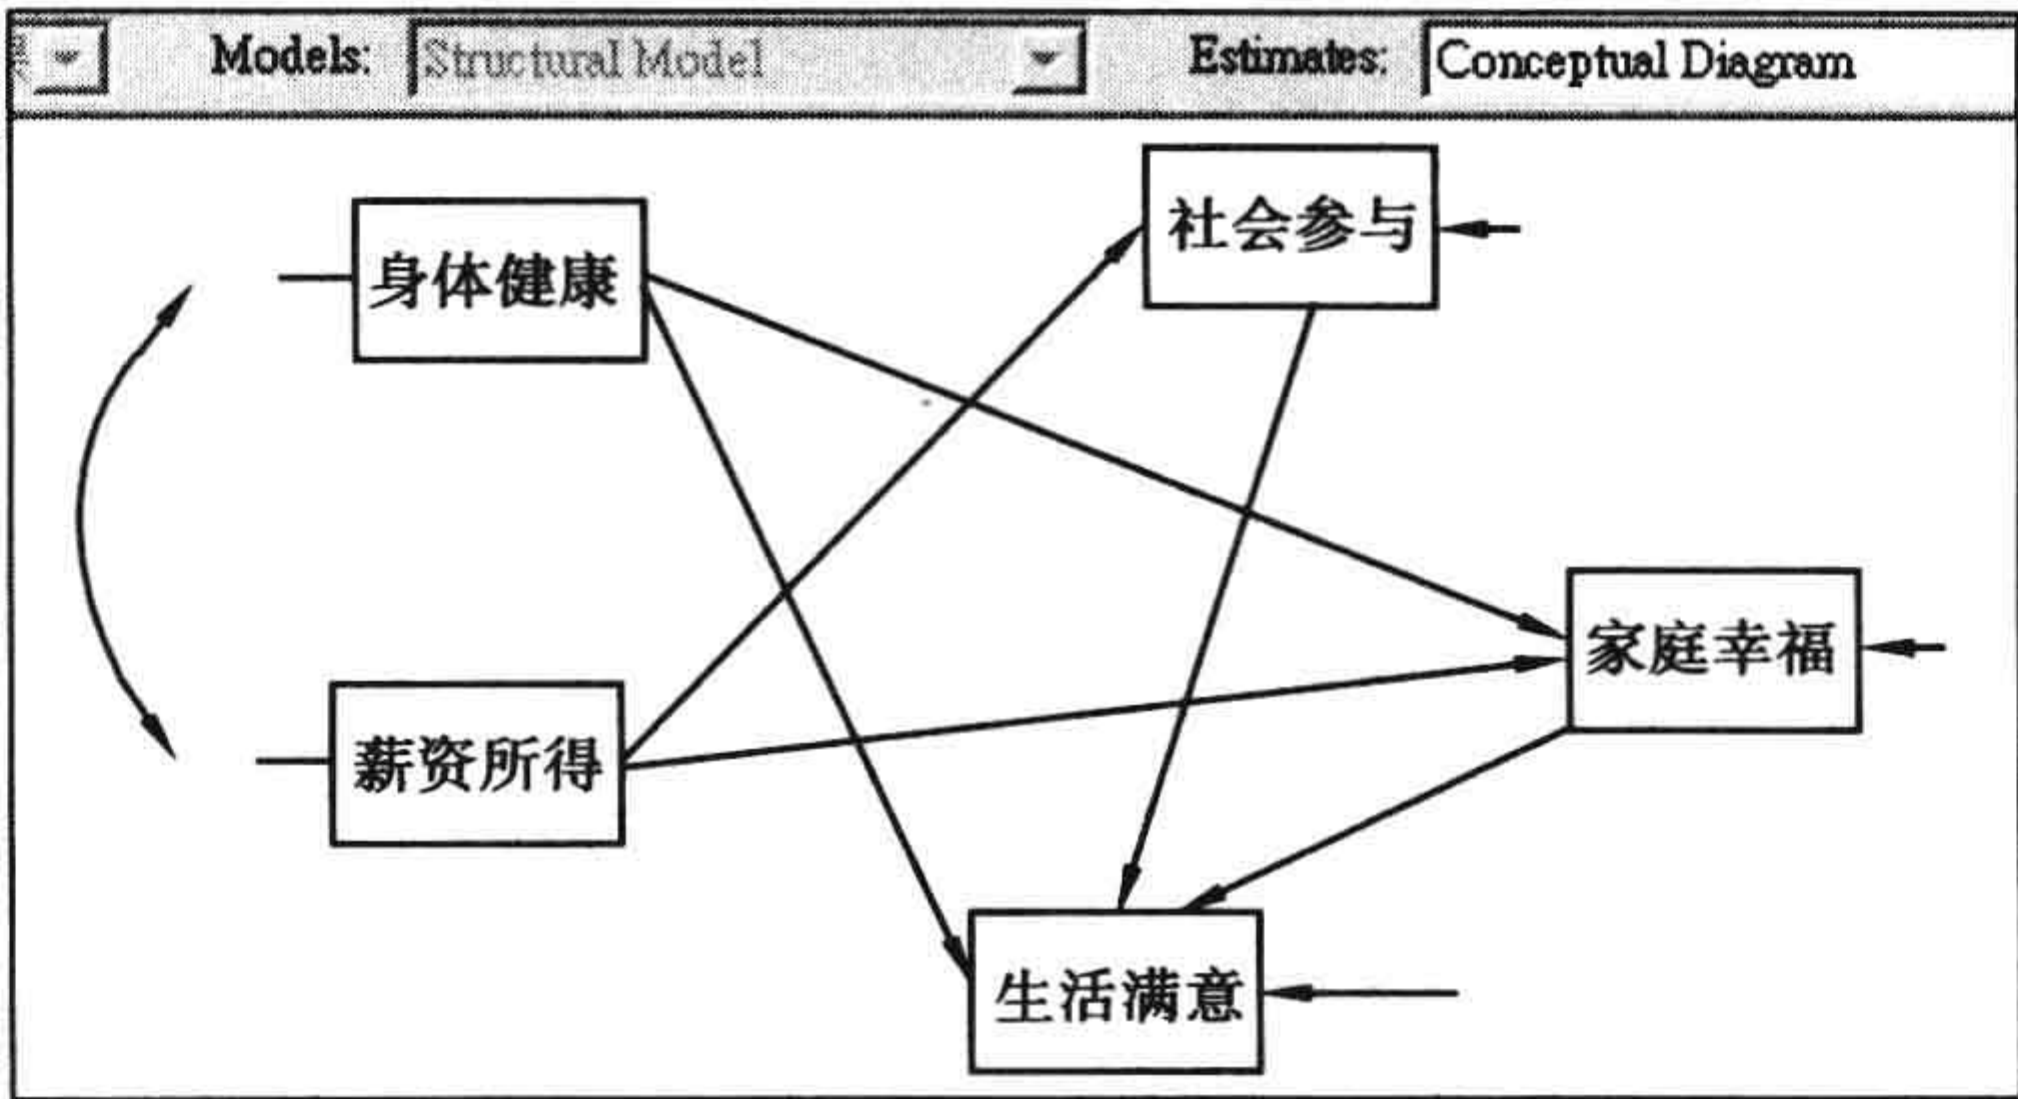 Models: Structural Model Estimates: Conceptual Diagram
社会参与
身体健康
家庭幸福
薪资所得
生活满意